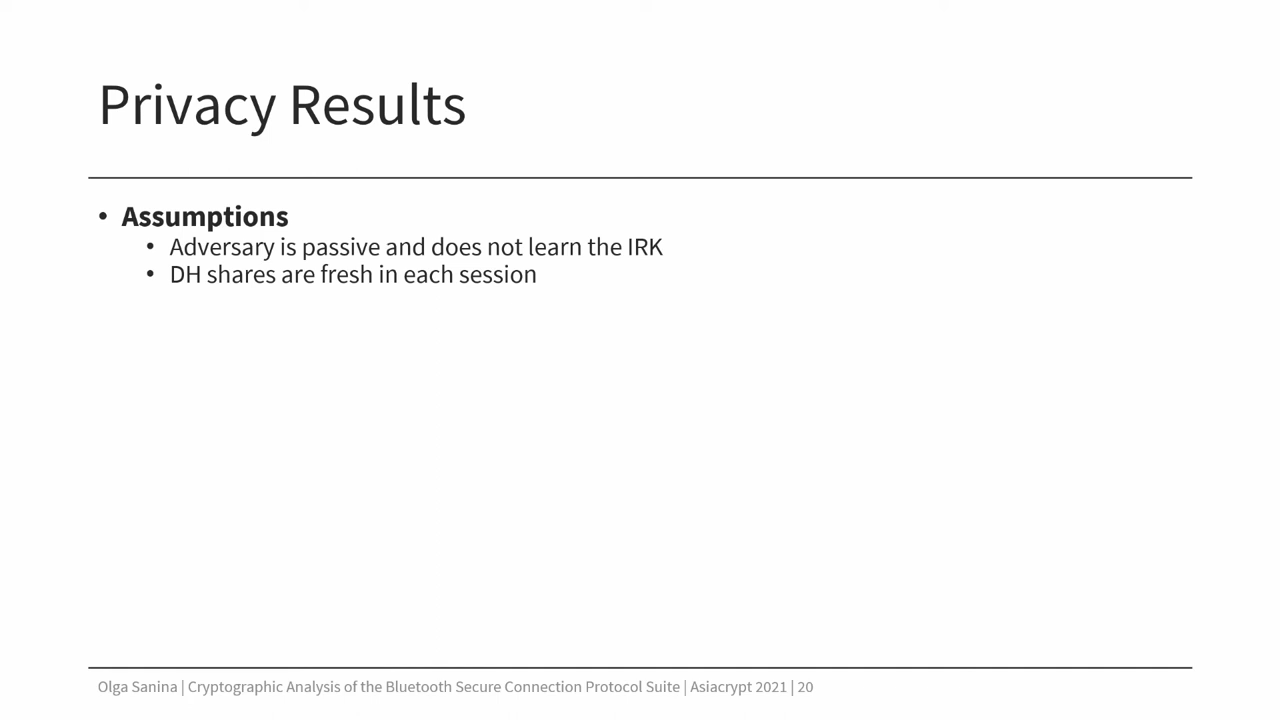 Privacy Results
• Assumptions
• Adversary is passive and does not learn the IRK
• DH shares are fresh in each session
Olga Sanina | Cryptographic Analysis of the Bluetooth Secure Connection Protocol Suite | Asiacrypt 2021 | 20